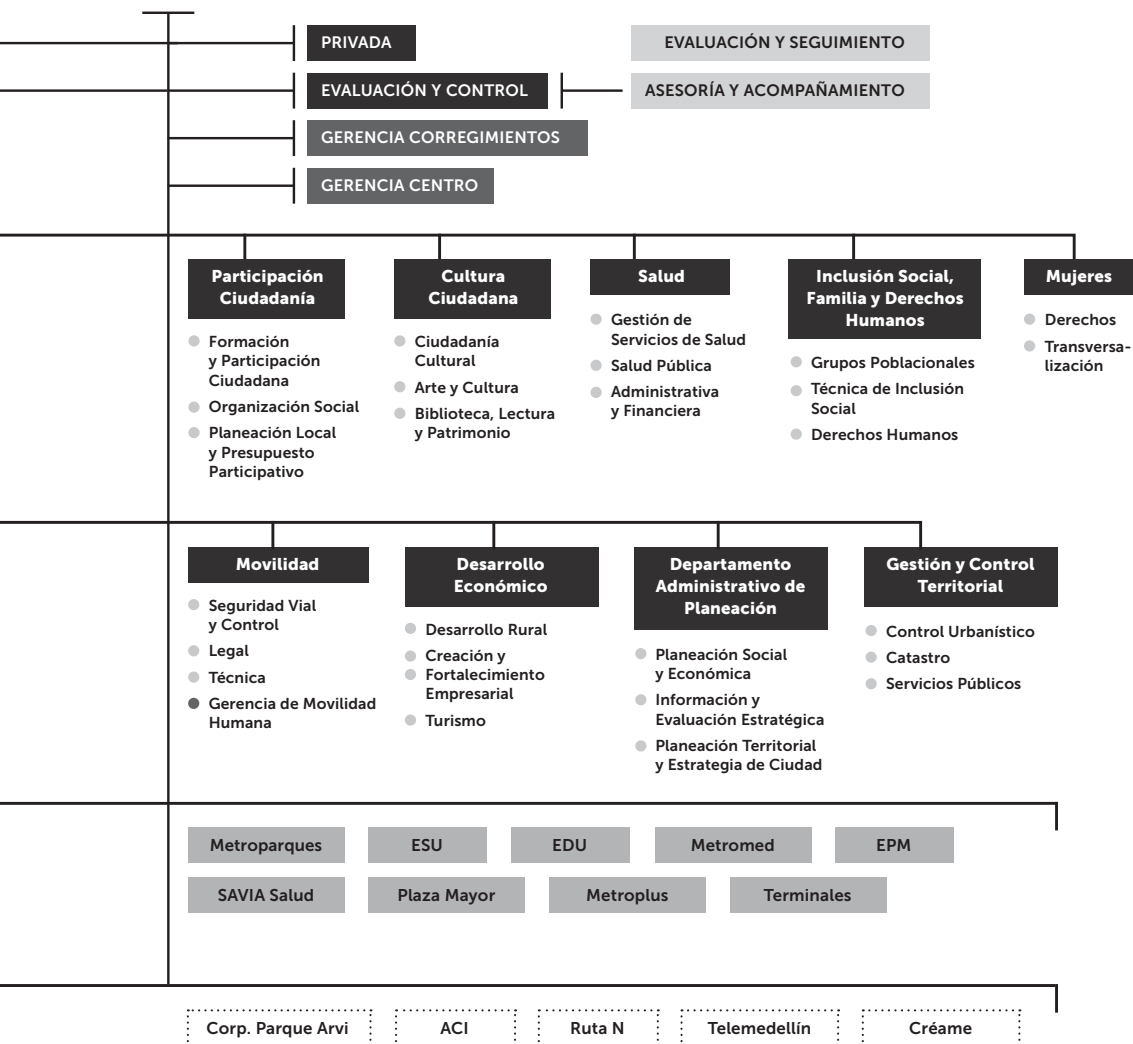 PRIVADA
EVALUACIÓN Y SEGUIMIENTO
EVALUACIÓN Y CONTROL
ASESORÍA Y ACOMPAÑAMIENTO
GERENCIA CORREGIMIENTOS
GERENCIA CENTRO
Participación
Ciudadanía
Formación
y Participación
Ciudadana
Organización Social
Planeación Local
y Presupuesto
Participativo
Cultura
Ciudadana
Ciudadanía
Cultural
Arte y Cultura
Biblioteca, Lectura
y Patrimonio
Salud
Gestión de
Servicios de Salud
Salud Pública
Administrativa
y Financiera
Inclusión Social,
Familia y Derechos
Humanos
Grupos Poblacionales
Técnica de Inclusión
Social
Derechos Humanos
Mujeres
Derechos
Transversa-
lización
Movilidad
Seguridad Vial
y Control
Legal
Técnica
Gerencia de Movilidad
Humana
Desarrollo
Económico
Desarrollo Rural
Creación y
Fortalecimiento
Empresarial
Turismo
Departamento
Administrativo de
Planeación
Planeación Social
y Económica
Información y
Evaluación Estratégica
Planeación Territorial
y Estrategia de Ciudad
Gestión y Control
Territorial
Control Urbanístico
Catastro
Servicios Públicos
Metroparques
ESU
EDU
Metromed
EPM
SAVIA Salud
Plaza Mayor
Metroplus
Terminales
Corp. Parque Arvi
ACI
Ruta N
Telemedellín
Créame